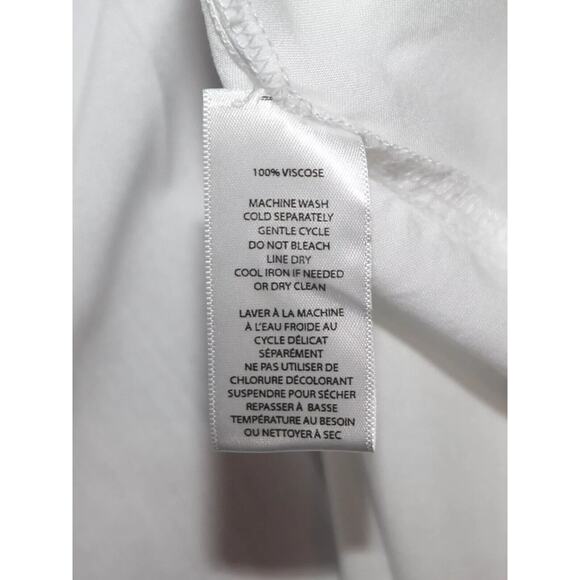 100% VISCOSE
MACHINE WASH
COLD SEPARATELY
GENTLE CYCLE
DO NOT BLEACH
LINE DRY
COOL IRON IF NEEDED
OR DRY CLEAN
LAVER À LA MACHINE
À L'EAU FROIDE AU
CYCLE DÉLICAT
SÉPARÉMENT
NE PAS UTILISER DE
CHLORURE DÉCOLORANT
SUSPENDRE POUR SÉCHER
REPASSER À BASSE
TEMPÉRATURE AU BESOIN
OU NETTOYER À SEC